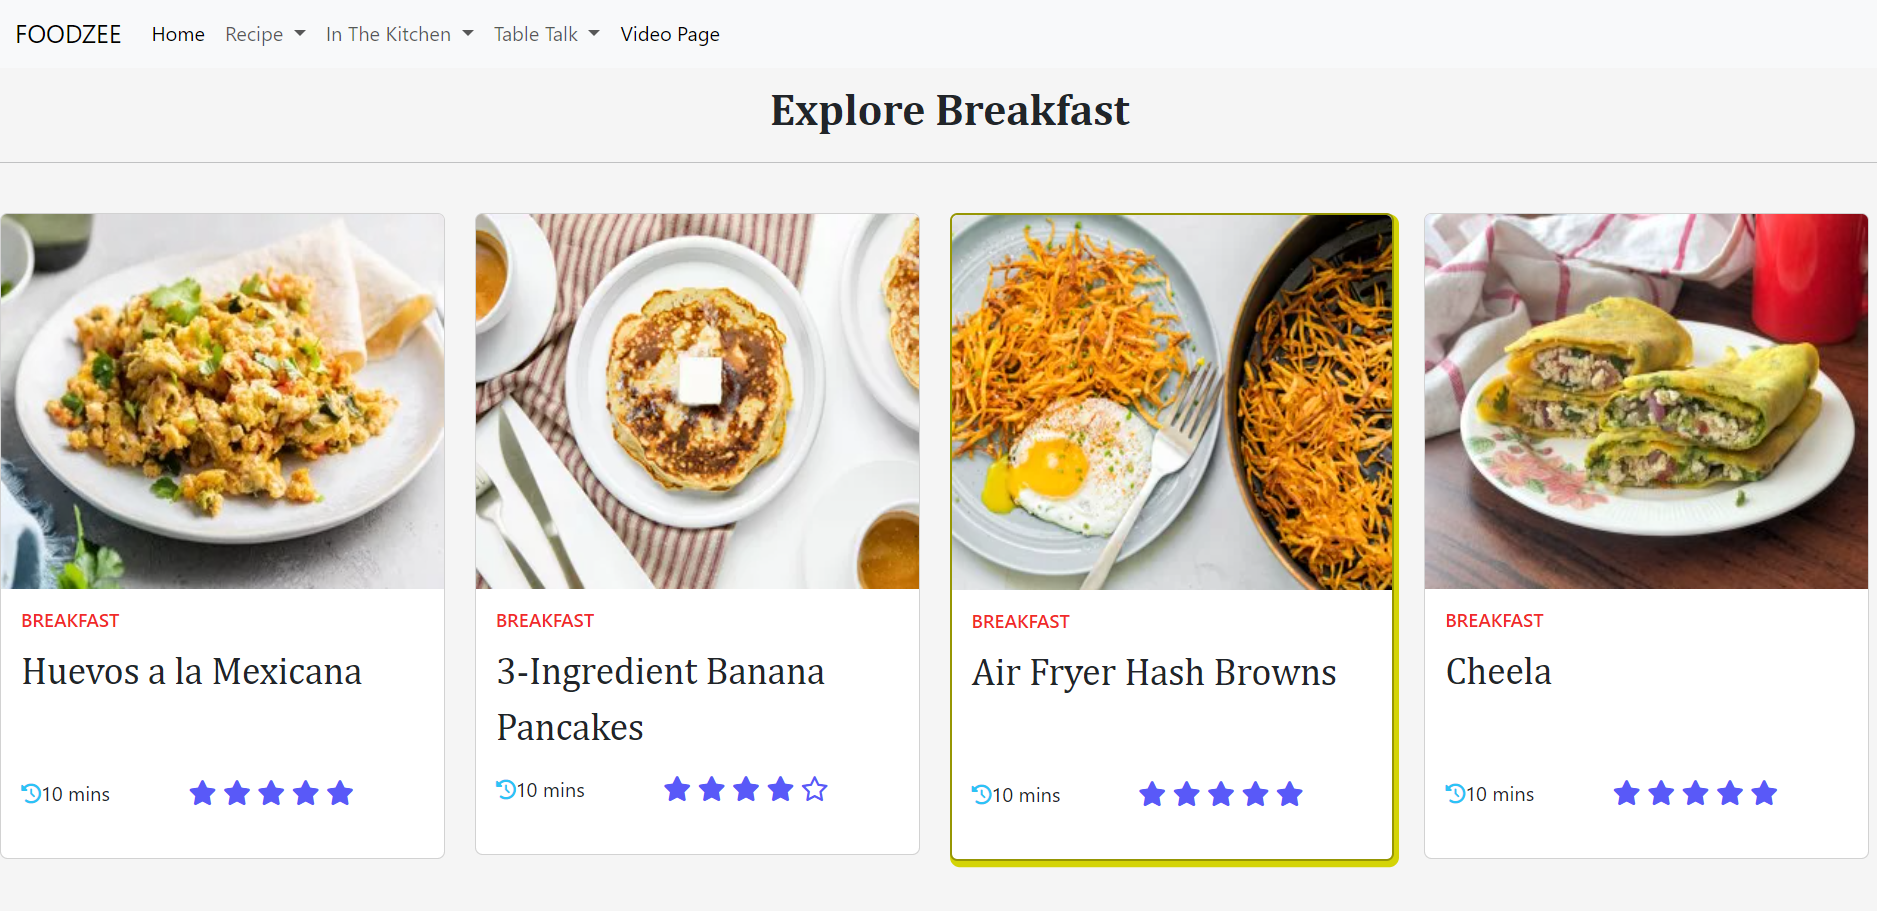 FOODZEE Home Recipe In The Kitchen Table Talk Video Page
Explore Breakfast
BREAKFAST
Huevos a la Mexicana
10 mins
BREAKFAST
3-Ingredient Banana
Pancakes
10 mins
BREAKFAST
Air Fryer Hash Browns
10 mins
BREAKFAST
Cheela
10 mins